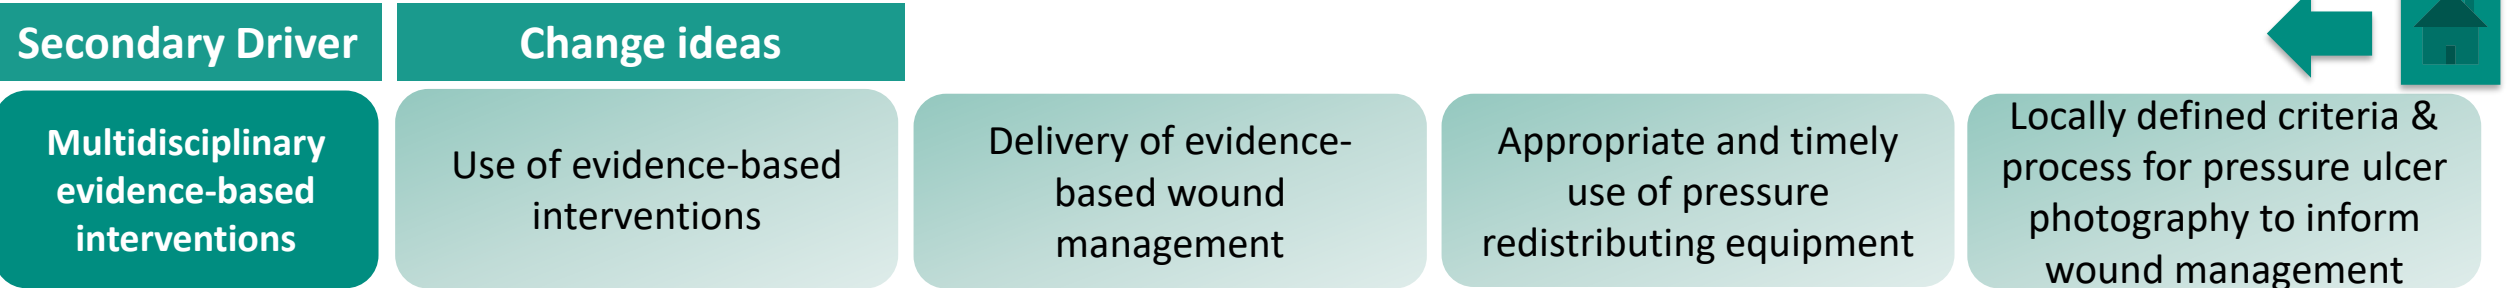 Secondary Driver
Change ideas
Multidisciplinary
evidence-based
interventions
Use of evidence-based
interventions
Delivery of evidence-
based wound
management
Appropriate and timely
use of pressure
redistributing equipment
Locally defined criteria &
process for pressure ulcer
photography to inform
wound management